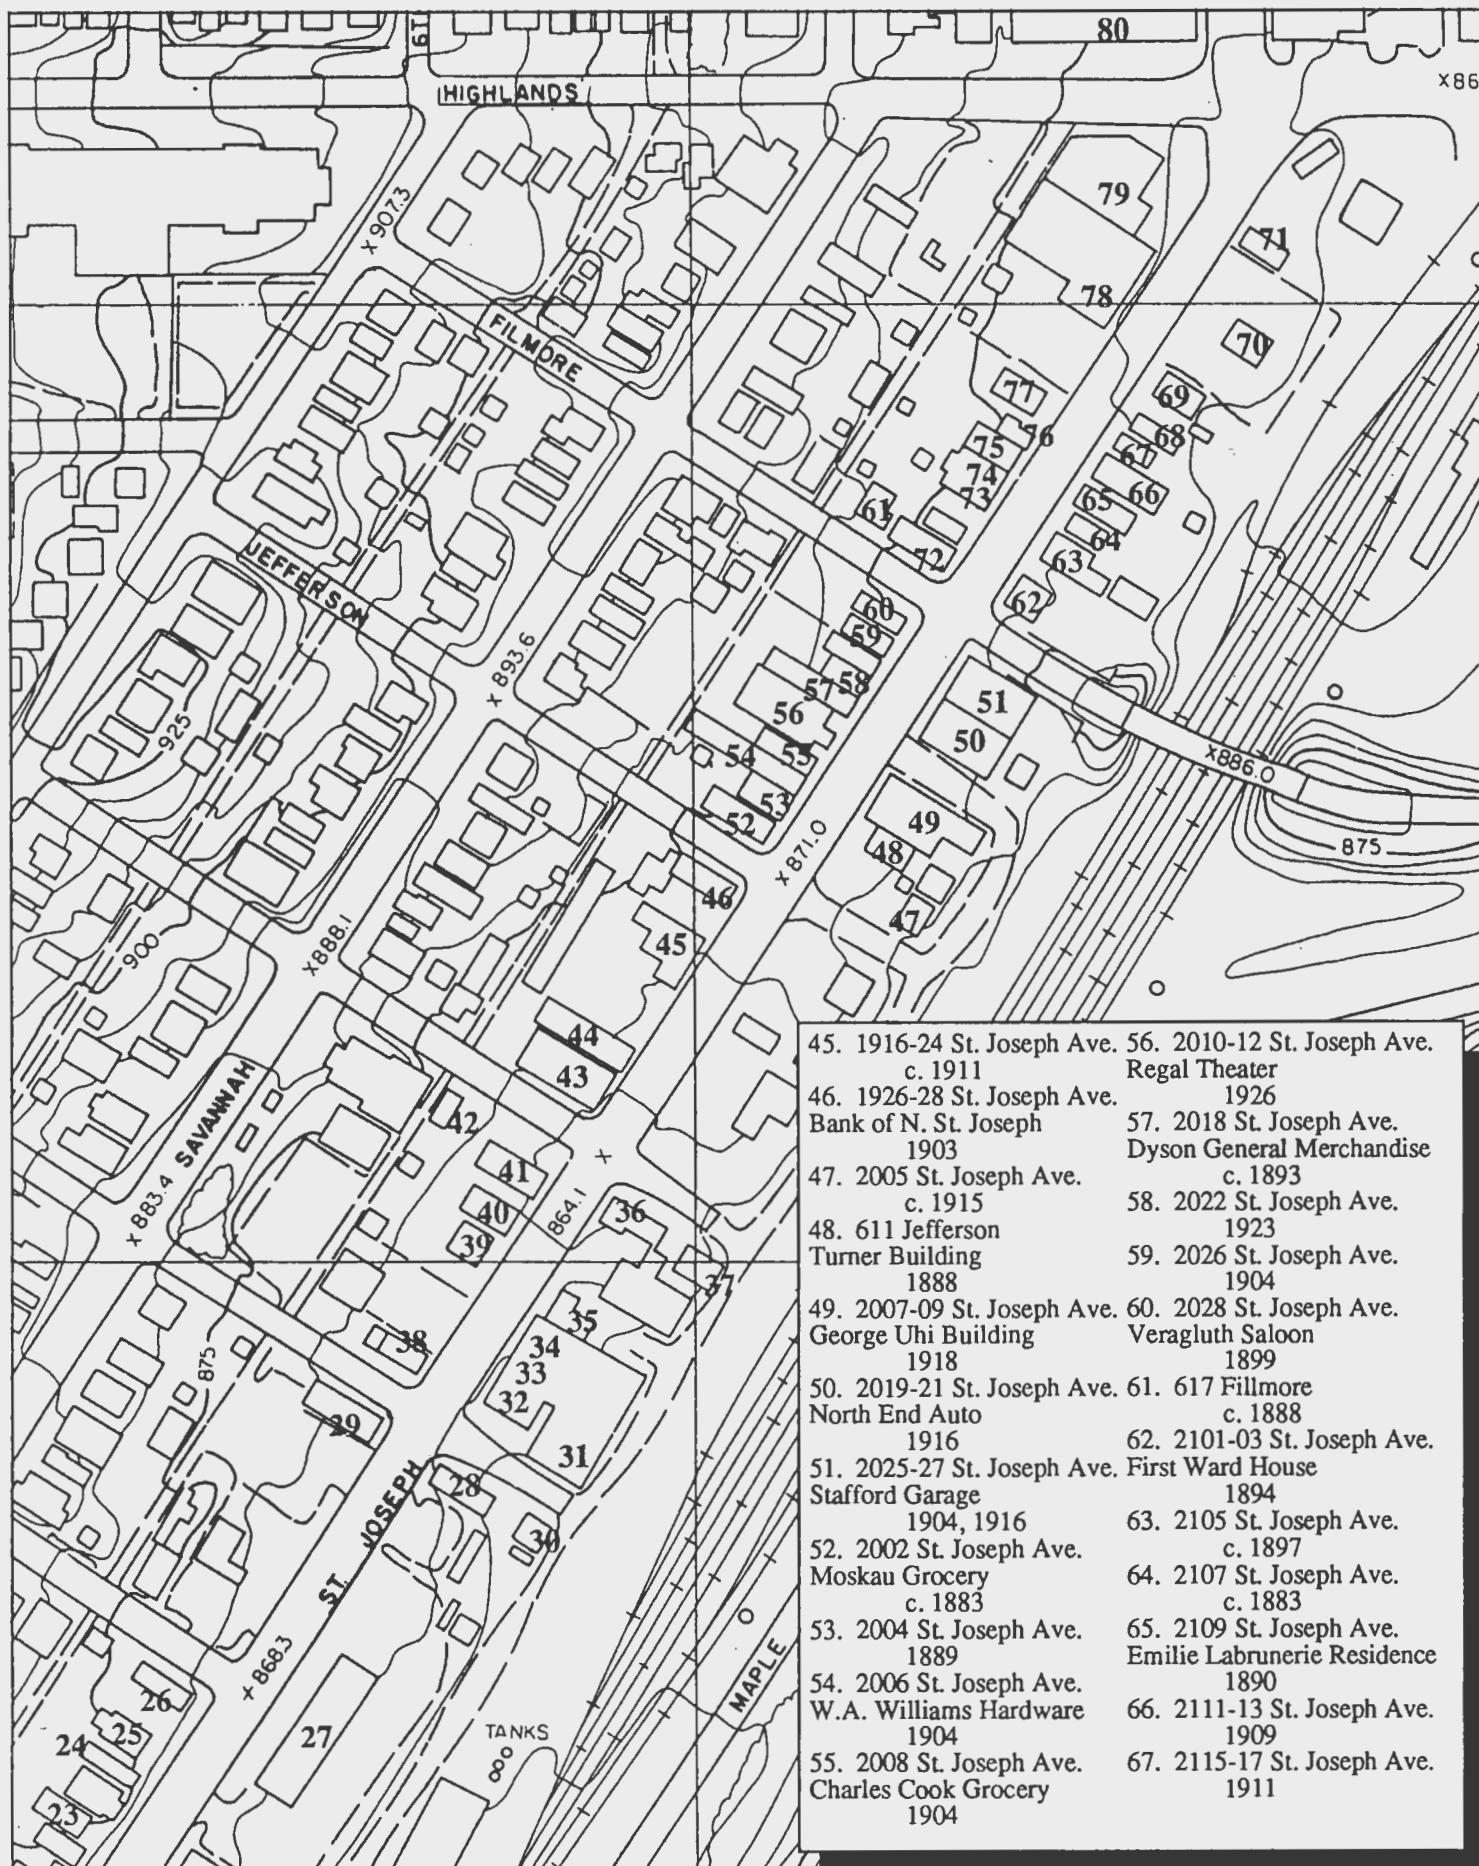 80
19
HIGHLANDS
X86
79
X 907.3
71
78
FILMORE
70
77
69
76
68
75
67
74
66
73
65
61
64
72
63
JEFFERSON
62
60
59
X 893.6
58
57
51
56
925
50
55
54
X886.0
53
49
52
X 871.0
48
875
46
47
45
900
X888.1
44
43
42
SAVANNAH
41
X
40
36
864.1
X 883.4
39
37
35
38
34
875
33
32
29
31
28
ST. JOSEPH
30
X 868.3
MAPLE
26
25
24
27
TANKS
23
45. 1916-24 St. Joseph Ave.
c. 1911
46. 1926-28 St. Joseph Ave.
Bank of N. St. Joseph
1903
47. 2005 St. Joseph Ave.
c. 1915
48. 611 Jefferson
Turner Building
1888
49. 2007-09 St. Joseph Ave.
George Uhi Building
1918
50. 2019-21 St. Joseph Ave.
North End Auto
1916
51. 2025-27 St. Joseph Ave.
Stafford Garage
1904, 1916
52. 2002 St. Joseph Ave.
Moskau Grocery
c. 1883
53. 2004 St. Joseph Ave.
1889
54. 2006 St. Joseph Ave.
W.A. Williams Hardware
1904
55. 2008 St. Joseph Ave.
Charles Cook Grocery
1904
56. 2010-12 St. Joseph Ave.
Regal Theater
1926
57. 2018 St. Joseph Ave.
Dyson General Merchandise
c. 1893
58. 2022 St. Joseph Ave.
1923
59. 2026 St. Joseph Ave.
1904
60. 2028 St. Joseph Ave.
Veragluth Saloon
1899
61. 617 Fillmore
c. 1888
62. 2101-03 St. Joseph Ave.
First Ward House
1894
63. 2105 St. Joseph Ave.
c. 1897
64. 2107 St. Joseph Ave.
c. 1883
65. 2109 St. Joseph Ave.
Emilie Labrunerie Residence
1890
66. 2111-13 St. Joseph Ave.
1909
67. 2115-17 St. Joseph Ave.
1911